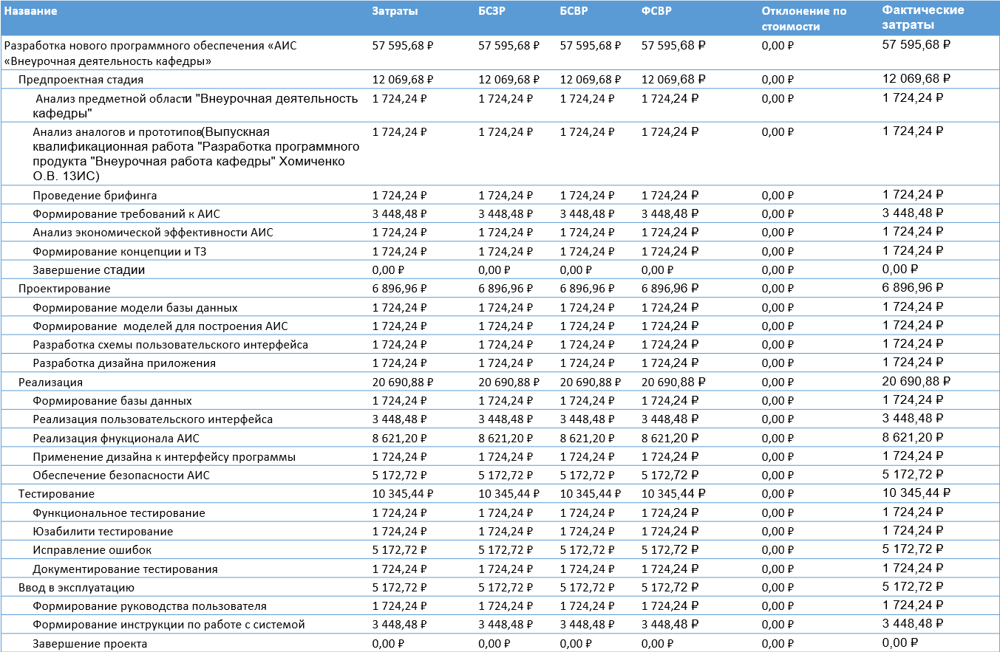 Название Затраты БСЗР БСВР ФСВР Отклонение по стоимости Фактические затраты
Разработка нового программного обеспечения «АИС
«Внеурочная деятельность кафедры» 57 595,68 ₽ 57 595,68 ₽ 57 595,68 ₽ 57 595,68 ₽ 0,00 ₽ 57 595,68 ₽
Предпроектная стадия 12 069,68 ₽ 12 069,68 ₽ 12 069,68 ₽ 12 069,68 ₽ 0,00 ₽ 12 069,68 ₽
Анализ предметной области "Внеурочная деятельность
кафедры" 1 724,24 ₽ 1 724,24 ₽ 1 724,24 ₽ 1 724,24 ₽ 0,00 ₽ 1 724,24 ₽
Анализ аналогов и прототипов(Выпускная
квалификационная работа "Разработка программного
продукта "Внеурочная работа кафедры" Хомиченко
О.В. 13ИС) 1 724,24 ₽ 1 724,24 ₽ 1 724,24 ₽ 1 724,24 ₽ 0,00 ₽ 1 724,24 ₽
Проведение брифинга 1 724,24 ₽ 1 724,24 ₽ 1 724,24 ₽ 1 724,24 ₽ 0,00 ₽ 1 724,24 ₽
Формирование требований к АИС 3 448,48 ₽ 3 448,48 ₽ 3 448,48 ₽ 3 448,48 ₽ 0,00 ₽ 3 448,48 ₽
Анализ экономической эффективности АИС 1 724,24 ₽ 1 724,24 ₽ 1 724,24 ₽ 1 724,24 ₽ 0,00 ₽ 1 724,24 ₽
Формирование концепции и ТЗ 1 724,24 ₽ 1 724,24 ₽ 1 724,24 ₽ 1 724,24 ₽ 0,00 ₽ 1 724,24 ₽
Завершение стадии 0,00 ₽ 0,00 ₽ 0,00 ₽ 0,00 ₽ 0,00 ₽ 0,00 ₽
Проектирование 6 896,96 ₽ 6 896,96 ₽ 6 896,96 ₽ 6 896,96 ₽ 0,00 ₽ 6 896,96 ₽
Формирование модели базы данных 1 724,24 ₽ 1 724,24 ₽ 1 724,24 ₽ 1 724,24 ₽ 0,00 ₽ 1 724,24 ₽
Формирование моделей для построения АИС 1 724,24 ₽ 1 724,24 ₽ 1 724,24 ₽ 1 724,24 ₽ 0,00 ₽ 1 724,24 ₽
Разработка схемы пользовательского интерфейса 1 724,24 ₽ 1 724,24 ₽ 1 724,24 ₽ 1 724,24 ₽ 0,00 ₽ 1 724,24 ₽
Разработка дизайна приложения 1 724,24 ₽ 1 724,24 ₽ 1 724,24 ₽ 1 724,24 ₽ 0,00 ₽ 1 724,24 ₽
Реализация 20 690,88 ₽ 20 690,88 ₽ 20 690,88 ₽ 20 690,88 ₽ 0,00 ₽ 20 690,88 ₽
Формирование базы данных 1 724,24 ₽ 1 724,24 ₽ 1 724,24 ₽ 1 724,24 ₽ 0,00 ₽ 1 724,24 ₽
Реализация пользовательского интерфейса 3 448,48 ₽ 3 448,48 ₽ 3 448,48 ₽ 3 448,48 ₽ 0,00 ₽ 3 448,48 ₽
Реализация фнукционала АИС 8 621,20 ₽ 8 621,20 ₽ 8 621,20 ₽ 8 621,20 ₽ 0,00 ₽ 8 621,20 ₽
Применение дизайна к интерфейсу программы 1 724,24 ₽ 1 724,24 ₽ 1 724,24 ₽ 1 724,24 ₽ 0,00 ₽ 1 724,24 ₽
Обеспечение безопасности АИС 5 172,72 ₽ 5 172,72 ₽ 5 172,72 ₽ 5 172,72 ₽ 0,00 ₽ 5 172,72 ₽
Тестирование 10 345,44 ₽ 10 345,44 ₽ 10 345,44 ₽ 10 345,44 ₽ 0,00 ₽ 10 345,44 ₽
Функциональное тестирование 1 724,24 ₽ 1 724,24 ₽ 1 724,24 ₽ 1 724,24 ₽ 0,00 ₽ 1 724,24 ₽
Юзабилити тестирование 1 724,24 ₽ 1 724,24 ₽ 1 724,24 ₽ 1 724,24 ₽ 0,00 ₽ 1 724,24 ₽
Исправление ошибок 5 172,72 ₽ 5 172,72 ₽ 5 172,72 ₽ 5 172,72 ₽ 0,00 ₽ 5 172,72 ₽
Документирование тестирования 1 724,24 ₽ 1 724,24 ₽ 1 724,24 ₽ 1 724,24 ₽ 0,00 ₽ 1 724,24 ₽
Ввод в эксплуатацию 5 172,72 ₽ 5 172,72 ₽ 5 172,72 ₽ 5 172,72 ₽ 0,00 ₽ 5 172,72 ₽
Формирование руководства пользователя 1 724,24 ₽ 1 724,24 ₽ 1 724,24 ₽ 1 724,24 ₽ 0,00 ₽ 1 724,24 ₽
Формирование инструкции по работе с системой 3 448,48 ₽ 3 448,48 ₽ 3 448,48 ₽ 3 448,48 ₽ 0,00 ₽ 3 448,48 ₽
Завершение проекта 0,00 ₽ 0,00 ₽ 0,00 ₽ 0,00 ₽ 0,00 ₽ 0,00 ₽